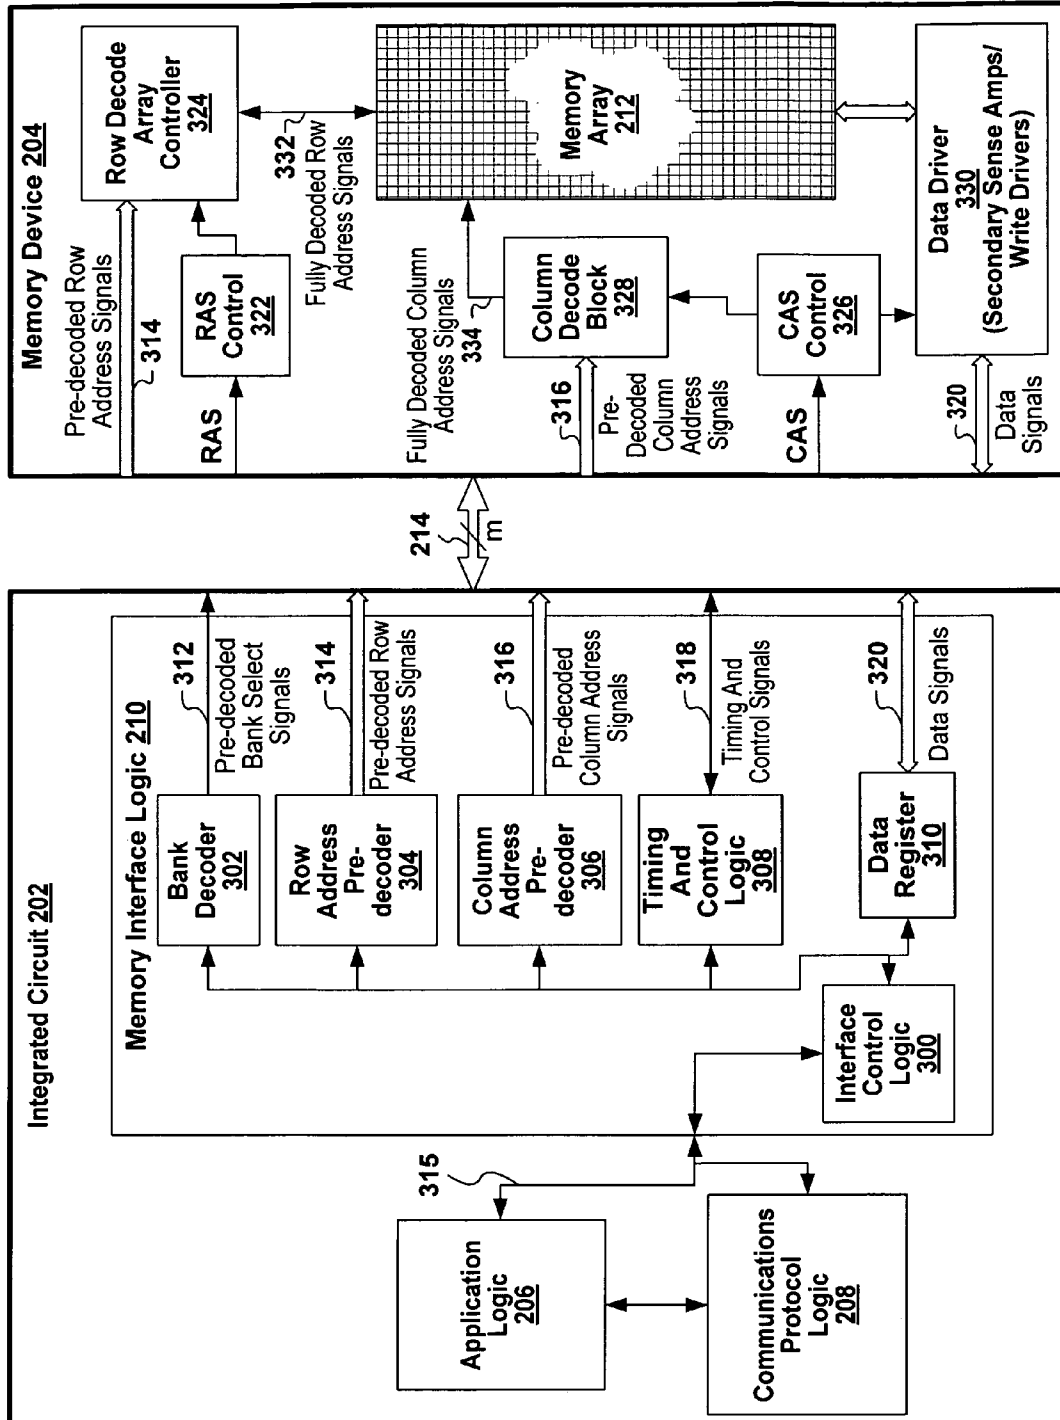 Integrated Circuit 202
Memory Interface Logic 210
Application
Logic
206
Communications
Protocol
Logic
208
315
Interface
Control
Logic
300
Bank
Decoder
302
Row
Address
Pre-
decoder
304
Column
Address
Pre-
decoder
306
Timing
And
Control
Logic
308
Data
Register
310
312
Pre-decoded
Bank Select
Signals
314
Pre-decoded Row
Address Signals
316
Pre-decoded
Column Address
Signals
318
Timing And
Control Signals
320
Data Signals
214
m
Memory Device 204
Pre-decoded Row
Address Signals
314
RAS
RAS
Control
322
Row Decode
Array
Controller
324
332
Fully Decoded Row
Address Signals
Fully Decoded Column
Address Signals
334
Memory
Array
212
316
Pre-
Decoded
Column
Address
Signals
Column
Decode
Block
328
CAS
CAS
Control
326
320
Data
Signals
Data Driver
330
(Secondary Sense Amps/
Write Drivers)